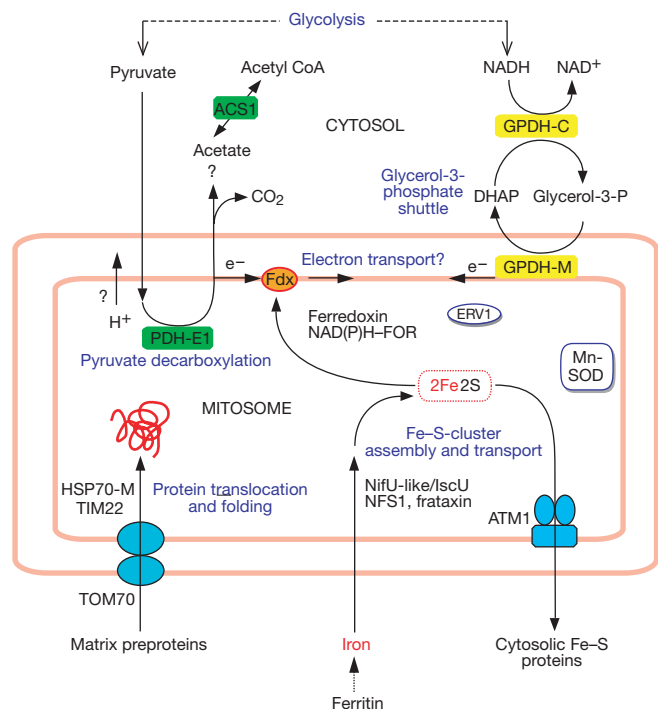 Glycolysis
Pyruvate
Acetyl CoA
NADH
NAD+
ACS1
CYTOSOL
GPDH-C
Acetate
?
Glycerol-3-
phosphate
shuttle
DHAP
Glycerol-3-P
CO2
e–
Electron transport?
e–
GPDH-M
Fdx
?
H+
Ferredoxin
NAD(P)H–FOR
ERV1
PDH-E1
Pyruvate decarboxylation
Mn-
SOD
2Fe2S
MITOSOME
Fe–S-cluster
assembly and transport
HSP70-M
TIM22
Protein translocation
and folding
NifU-like/IscU
NFS1, frataxin
ATM1
TOM70
Matrix preproteins
Iron
Cytosolic Fe–S
proteins
Ferritin